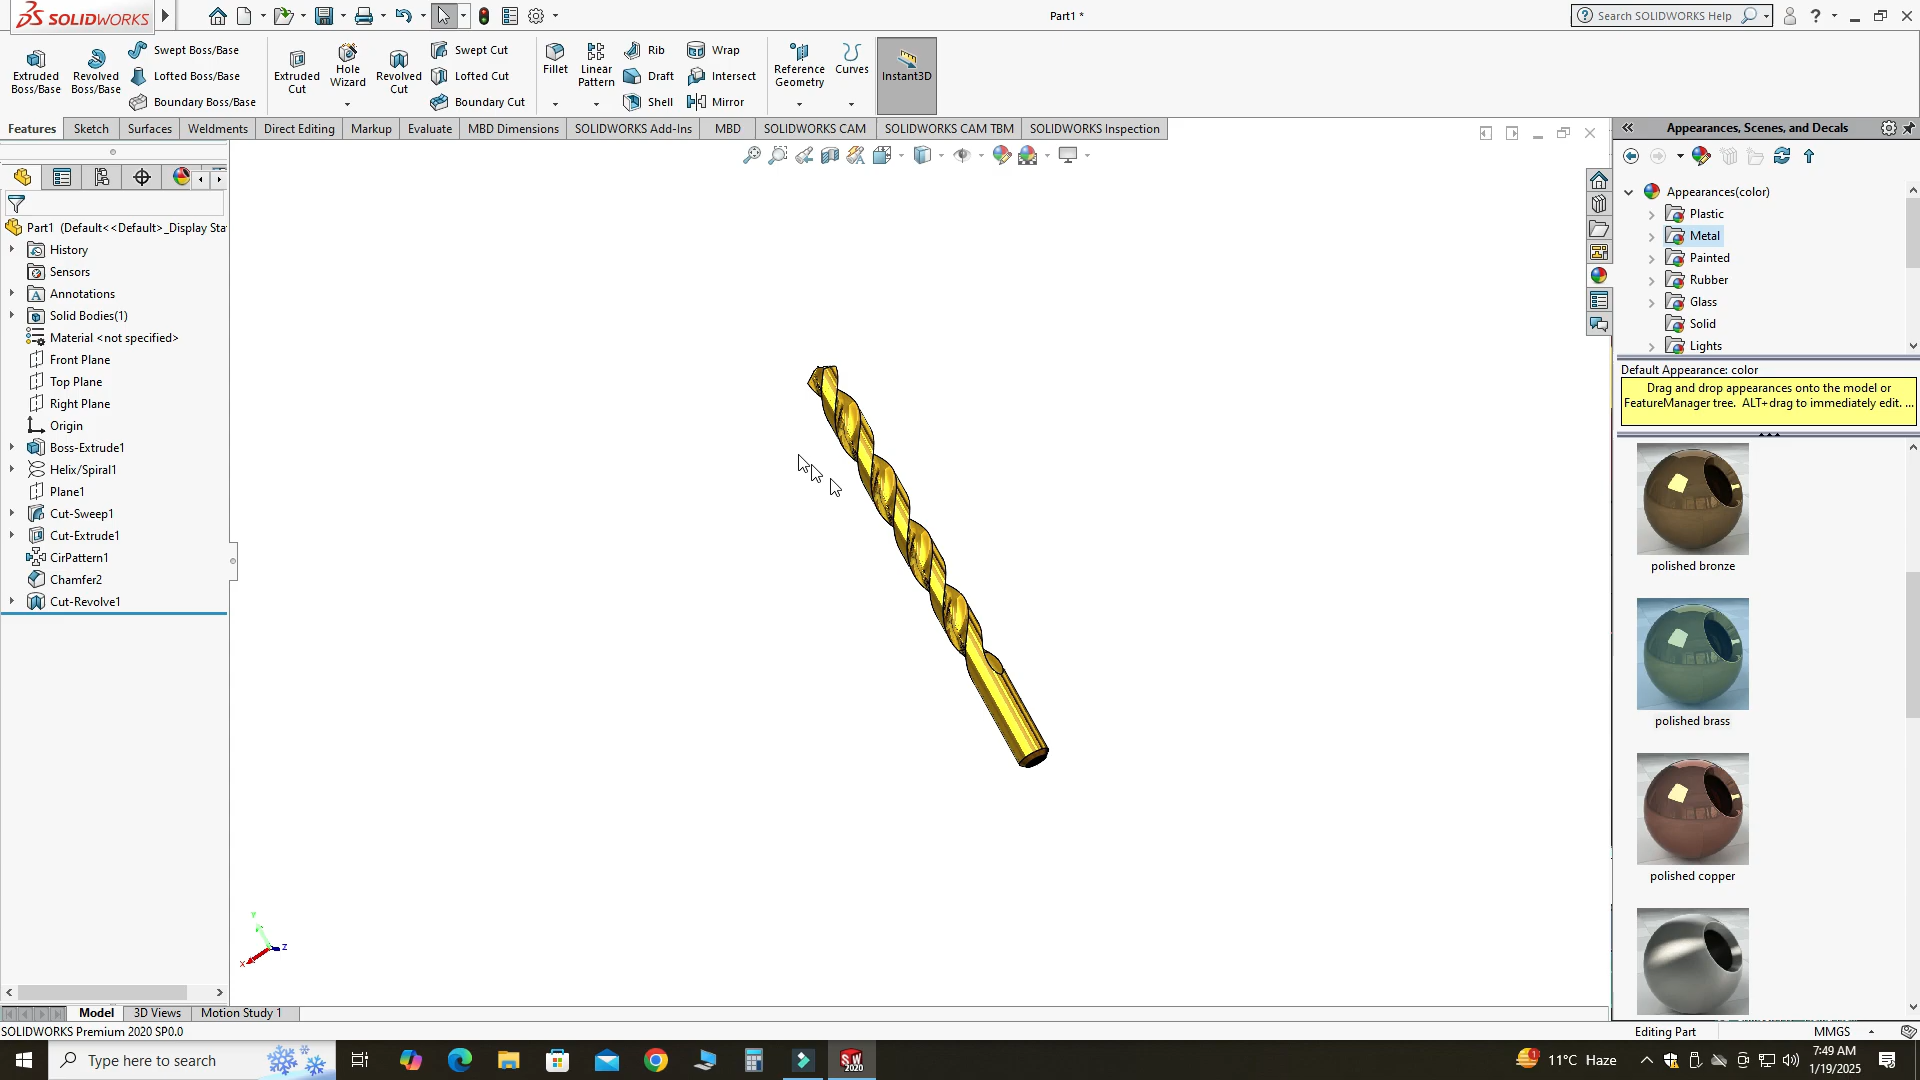 SOLIDWORKS
Part1 *
Search SOLIDWORKS Help
Extruded Boss/Base
Revolved Boss/Base
Swept Boss/Base
Lofted Boss/Base
Boundary Boss/Base
Extruded Cut
Hole Wizard
Revolved Cut
Swept Cut
Lofted Cut
Boundary Cut
Fillet
Linear Pattern
Rib
Draft
Shell
Wrap
Intersect
Mirror
Reference Geometry
Curves
Instant3D
Features
Sketch
Surfaces
Weldments
Direct Editing
Markup
Evaluate
MBD Dimensions
SOLIDWORKS Add-Ins
MBD
SOLIDWORKS CAM
SOLIDWORKS CAM TBM
SOLIDWORKS Inspection
Part1 (Default<<Default>_Display Sta
History
Sensors
Annotations
Solid Bodies(1)
Material <not specified>
Front Plane
Top Plane
Right Plane
Origin
Boss-Extrude1
Helix/Spiral1
Plane1
Cut-Sweep1
Cut-Extrude1
CirPattern1
Chamfer2
Cut-Revolve1
Y
X
Z
Appearances, Scenes, and Decals
Appearances(color)
Plastic
Metal
Painted
Rubber
Glass
Solid
Lights
Default Appearance: color
Drag and drop appearances onto the model or
FeatureManager tree. ALT+drag to immediately edit. ...
polished bronze
polished brass
polished copper
Model
3D Views
Motion Study 1
SOLIDWORKS Premium 2020 SP0.0
Editing Part
MMGS
Type here to search
SW
2020
1
11°C Haze
7:49 AM
1/19/2025